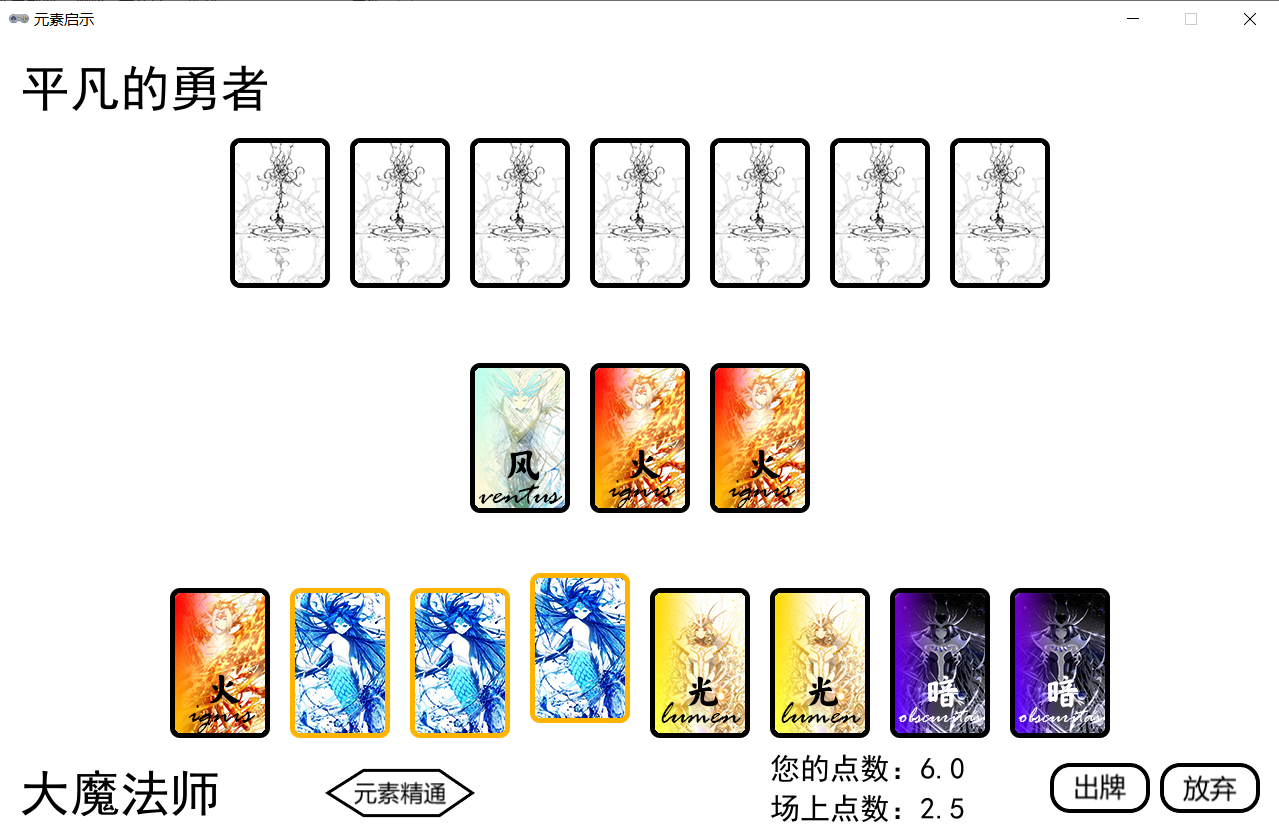 元素启示
平凡的勇者
风
ventus
火
ignis
火
ignis
火
ignis
光
lumen
光
lumen
暗
obscuritas
暗
obscuritas
大魔法师
元素精通
您的点数：6.0
场上点数：2.5
出牌
放弃